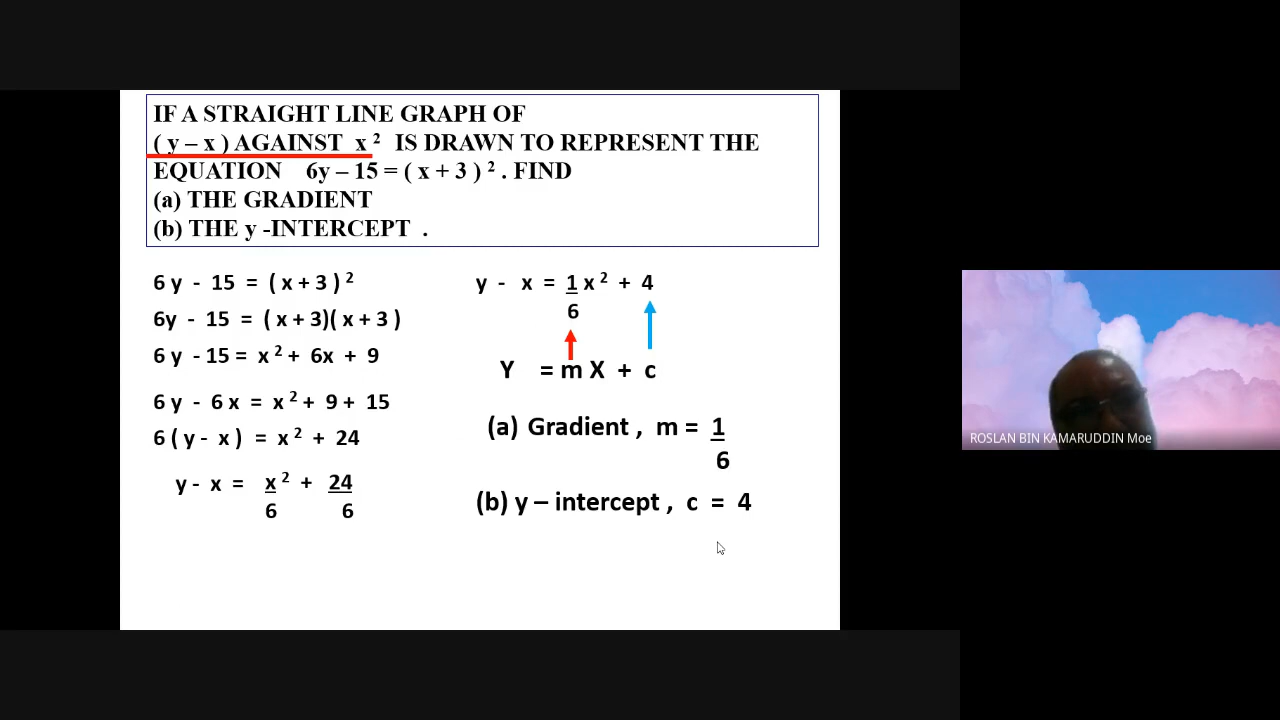 IF A STRAIGHT LINE GRAPH OF
( y – x ) AGAINST x ² IS DRAWN TO REPRESENT THE
EQUATION 6y – 15 = ( x + 3 ) ² . FIND
(a) THE GRADIENT
(b) THE y -INTERCEPT .
6 y - 15 = ( x + 3 ) ²
6y - 15 = ( x + 3)( x + 3 )
6 y - 15 = x ² + 6x + 9
6 y - 6 x = x ² + 9 + 15
6 ( y - x ) = x ² + 24
y - x = x ² + 24
6 6
y - x = 1 x ² + 4
6
Y = m X + c
(a) Gradient , m = 1
6
(b) y – intercept , c = 4
ROSLAN BIN KAMARUDDIN Moe